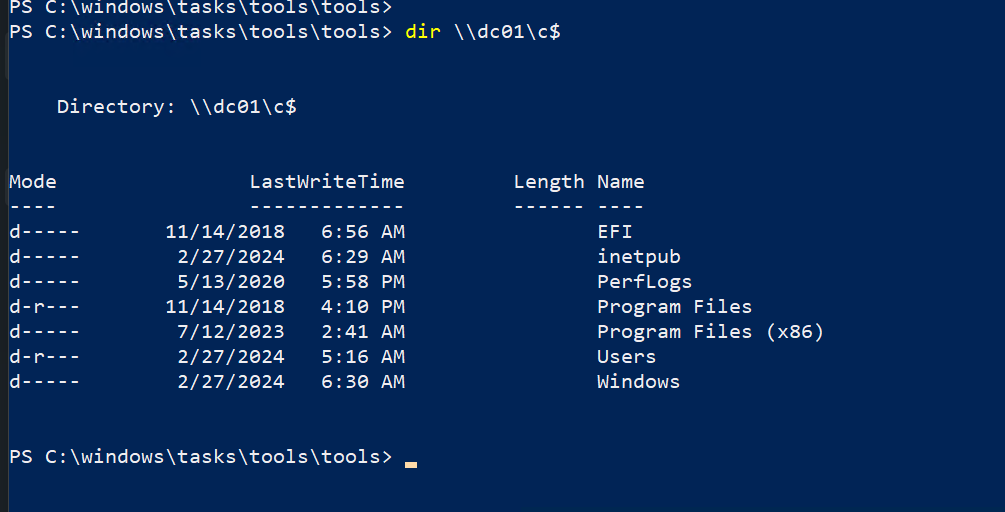 PS C:\windows\tasks\tools\tools>
PS C:\windows\tasks\tools\tools> dir \\dc01\c$
Directory: \\dc01\c$
Mode                LastWriteTime         Length Name
----                -------------         ------ ----
d-----       11/14/2018   6:56 AM                EFI
d-----        2/27/2024   6:29 AM                inetpub
d-----        5/13/2020   5:58 PM                PerfLogs
d-r---       11/14/2018   4:10 PM                Program Files
d-----        7/12/2023   2:41 AM                Program Files (x86)
d-r---        2/27/2024   5:16 AM                Users
d-----        2/27/2024   6:30 AM                Windows
PS C:\windows\tasks\tools\tools>